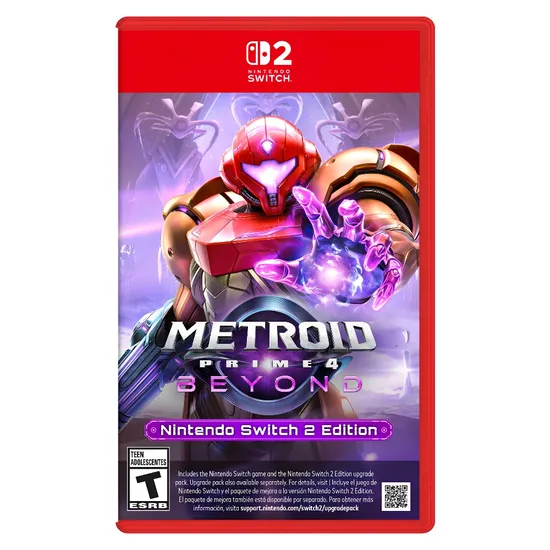 2
NINTENDO
SWITCH™
METROID
PRIME 4
BEYOND
Nintendo Switch 2 Edition
TEEN
ADOLESCENTES
T
ESRB
Includes the Nintendo Switch game and the Nintendo Switch 2 Edition upgrade
pack. Upgrade pack also available separately. For details, visit | Incluye el juego de
Nintendo Switch y el paquete de mejora a la versión Nintendo Switch 2 Edition.
El paquete de mejora también está disponible por separado. Para obtener más
información, visita support.nintendo.com/switch2/upgradepack